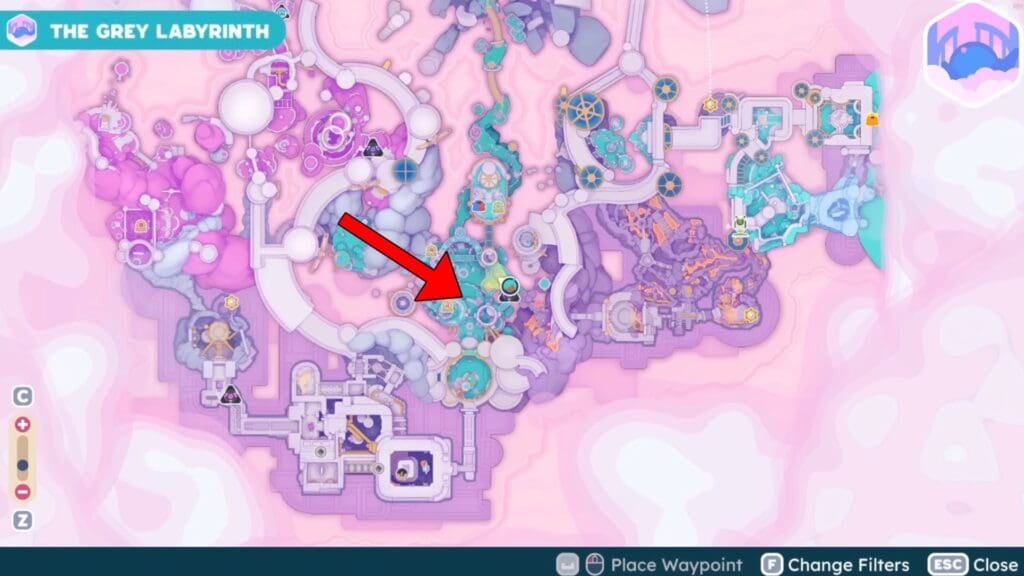 THE GREY LABYRINTH
C
Z
Place Waypoint
F Change Filters
ESC Close